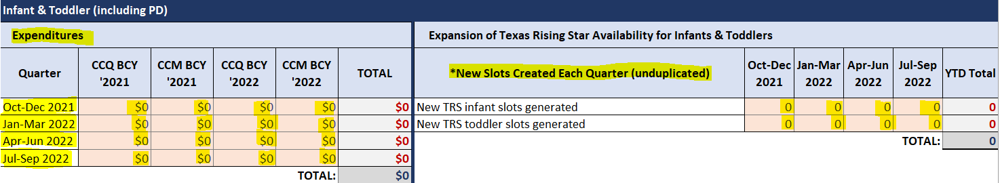 Infant & Toddler (including PD)
Expenditures
Quarter CCQ BCY '2021 CCM BCY '2021 CCQ BCY '2022 CCM BCY '2022 TOTAL
Oct-Dec 2021 $0 $0 $0 $0 $0
Jan-Mar 2022 $0 $0 $0 $0 $0
Apr-Jun 2022 $0 $0 $0 $0 $0
Jul-Sep 2022 $0 $0 $0 $0 $0
TOTAL: $0
Expansion of Texas Rising Star Availability for Infants & Toddlers
*New Slots Created Each Quarter (unduplicated) Oct-Dec 2021 Jan-Mar 2022 Apr-Jun 2022 Jul-Sep 2022 YTD Total
New TRS infant slots generated 0 0 0 0 0
New TRS toddler slots generated 0 0 0 0 0
TOTAL: 0